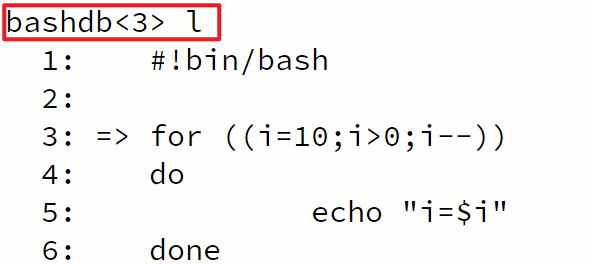 bashdb<3> l
1:    #!bin/bash
2:
3: => for ((i=10;i>0;i--))
4:    do
5:            echo "i=$i"
6:    done